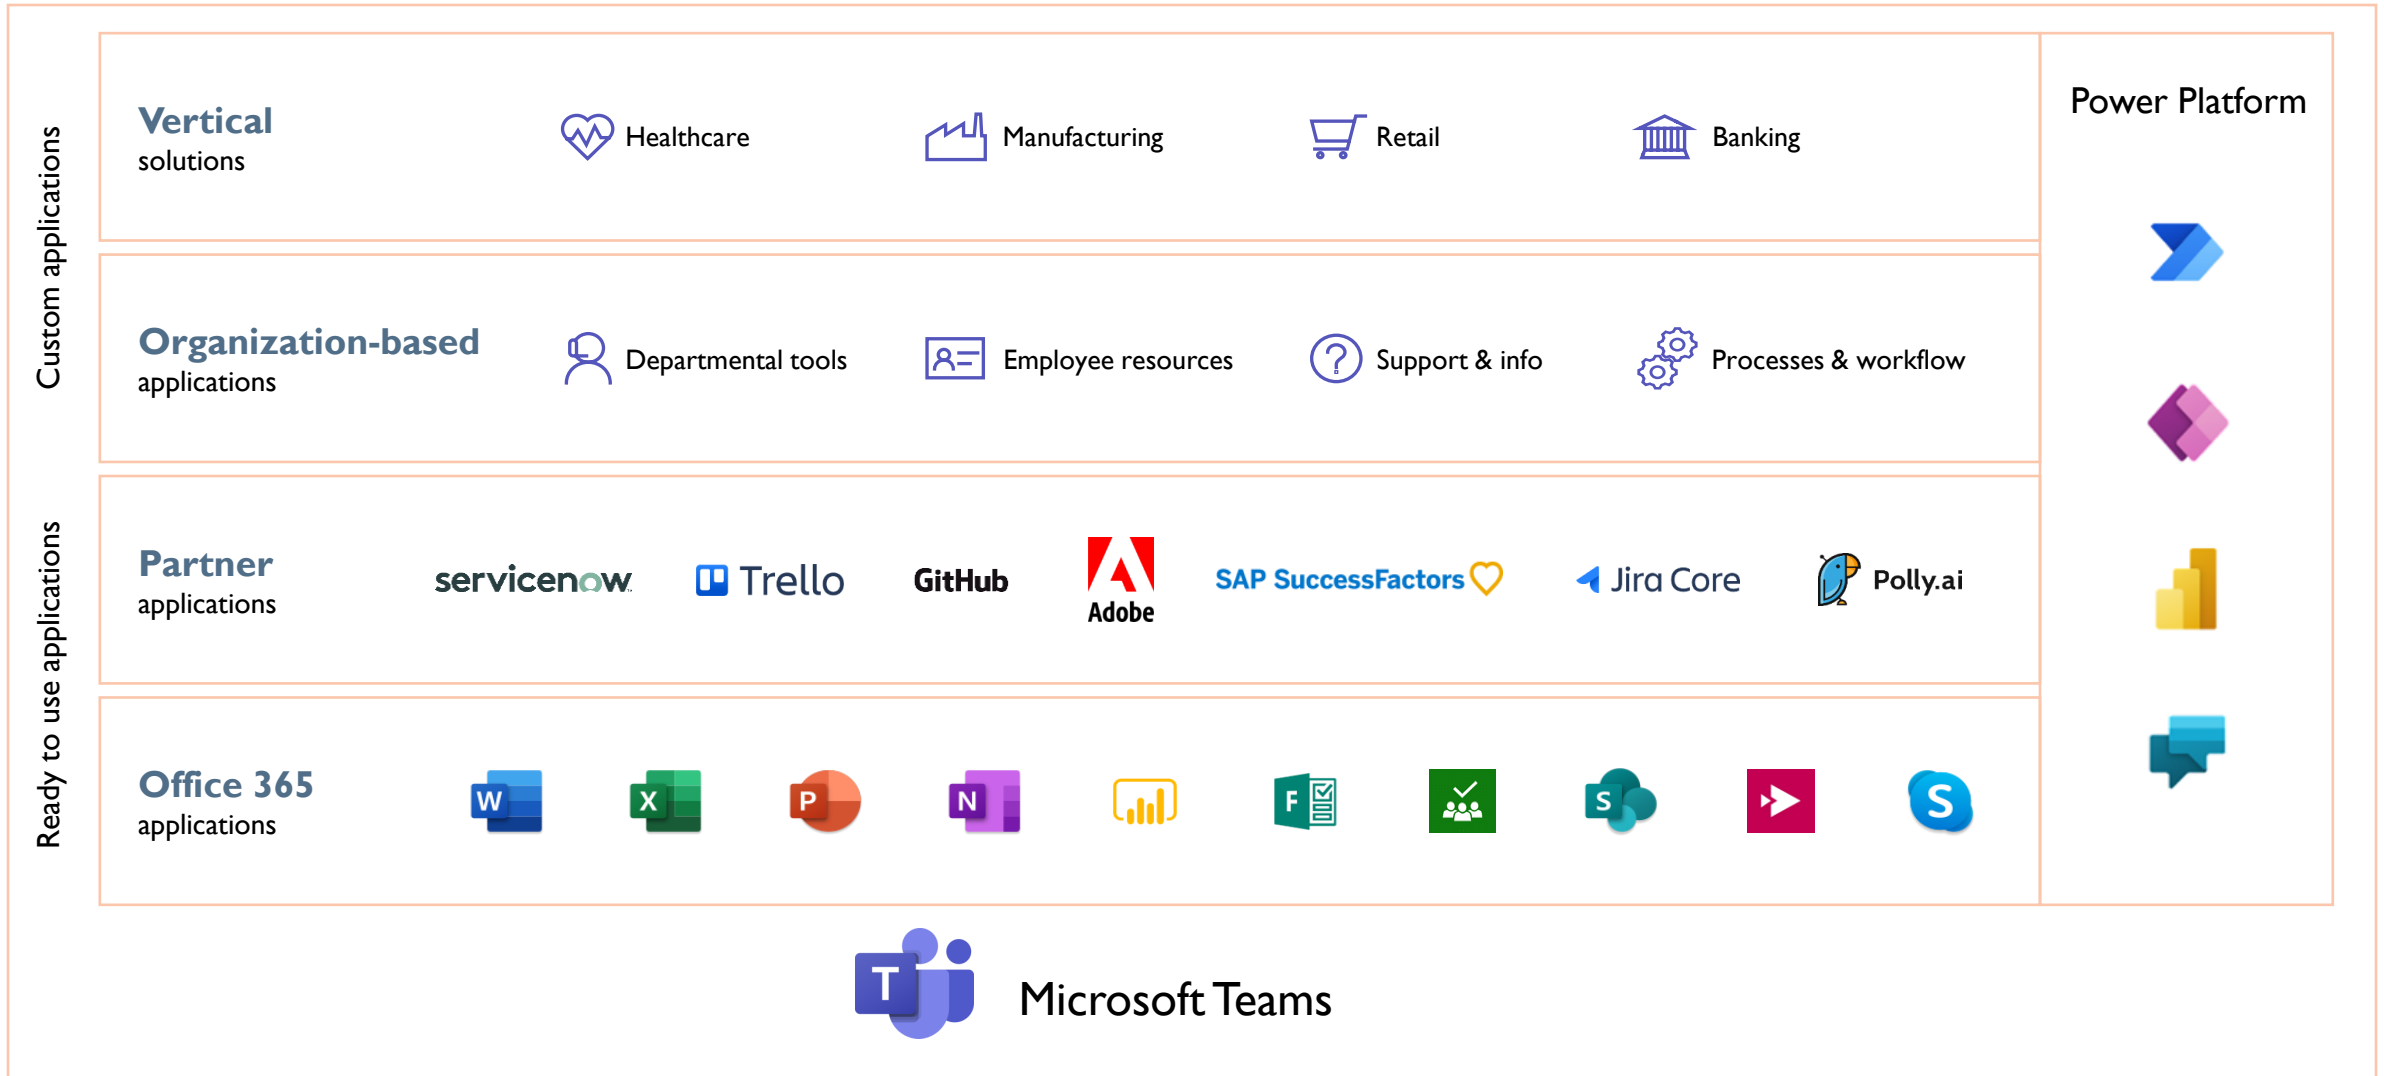 Custom applications
Vertical
solutions
Healthcare
Manufacturing
Retail
Banking
Power Platform
Organization-based
applications
Departmental tools
Employee resources
Support & info
Processes & workflow
Ready to use applications
Partner
applications
servicenow
Trello
GitHub
Adobe
SAP SuccessFactors
Jira Core
Polly.ai
Office 365
applications
W
X
P
N
F
S
S
T
Microsoft Teams